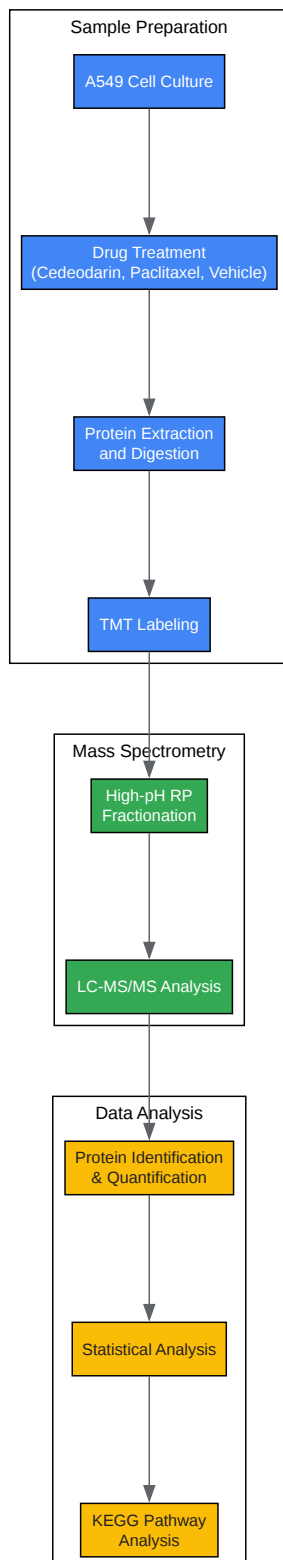 Sample Preparation
A549 Cell Culture
Drug Treatment
(Cedeodarin, Paclitaxel, Vehicle)
Protein Extraction
and Digestion
TMT Labeling
Mass Spectrometry
High-pH RP
Fractionation
LC-MS/MS Analysis
Data Analysis
Protein Identification
& Quantification
Statistical Analysis
KEGG Pathway
Analysis